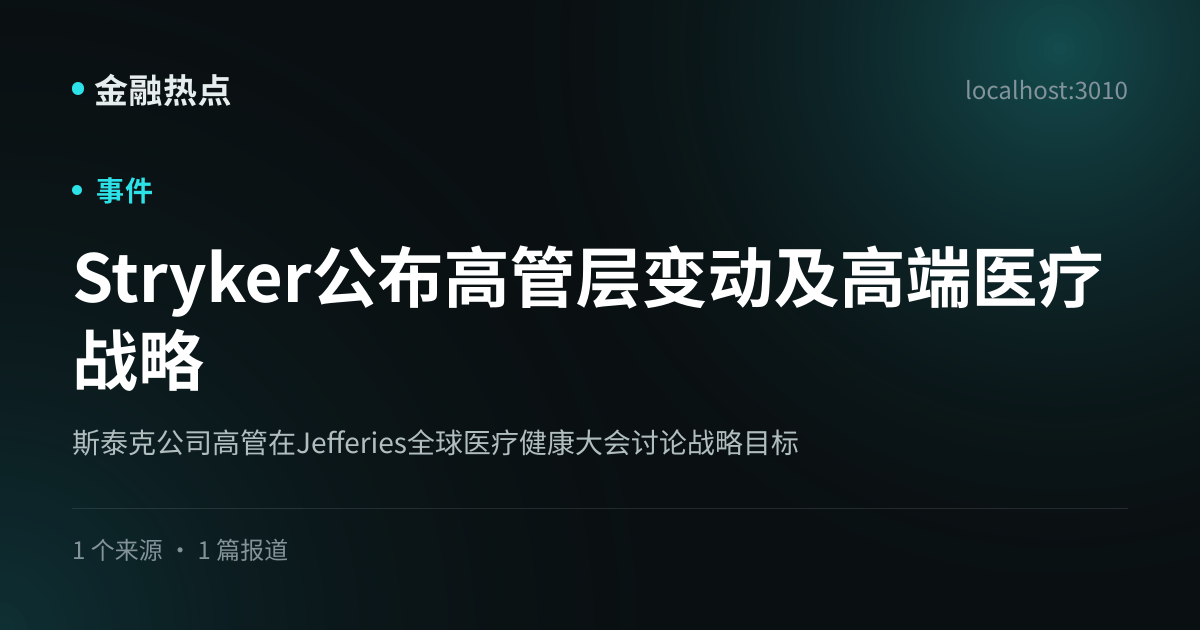 金融热点
localhost:3010
事件
Stryker公布高管层变动及高端医疗
战略
斯泰克公司高管在Jefferies全球医疗健康大会讨论战略目标
1 个来源 · 1 篇报道